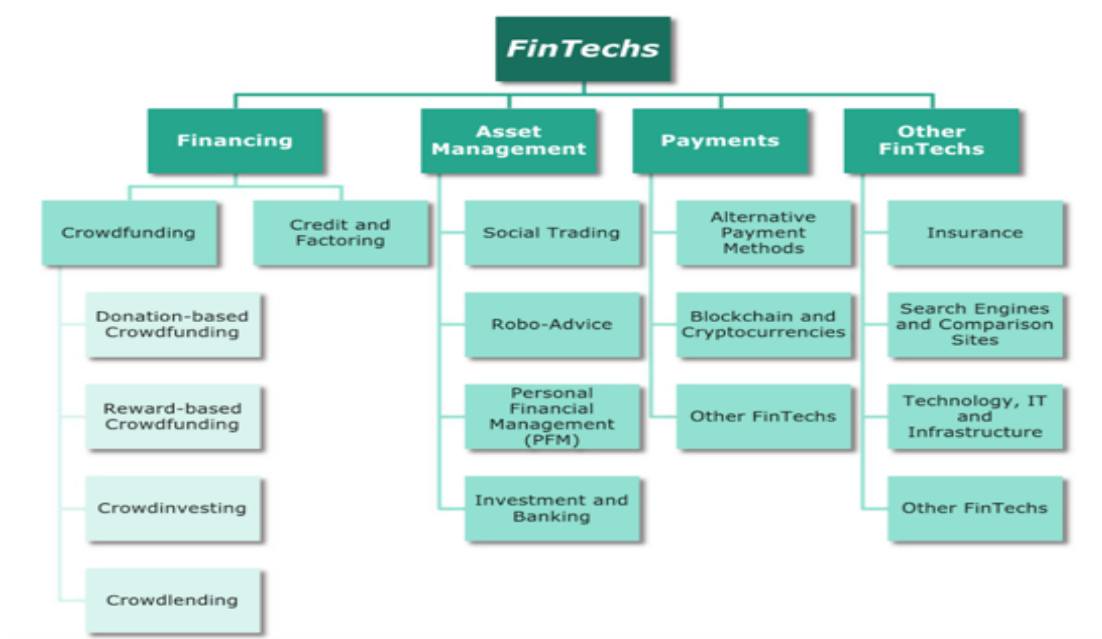 FinTechs
Financing
Asset
Management
Payments
Other
FinTechs
Crowdfunding
Credit and
Factoring
Social Trading
Alternative
Payment
Methods
Insurance
Donation-based
Crowdfunding
Robo-Advice
Blockchain and
Cryptocurrencies
Search Engines
and Comparison
Sites
Reward-based
Crowdfunding
Personal
Financial
Management
(PFM)
Other FinTechs
Technology, IT
and
Infrastructure
Crowdinvesting
Investment and
Banking
Other FinTechs
Crowdlending